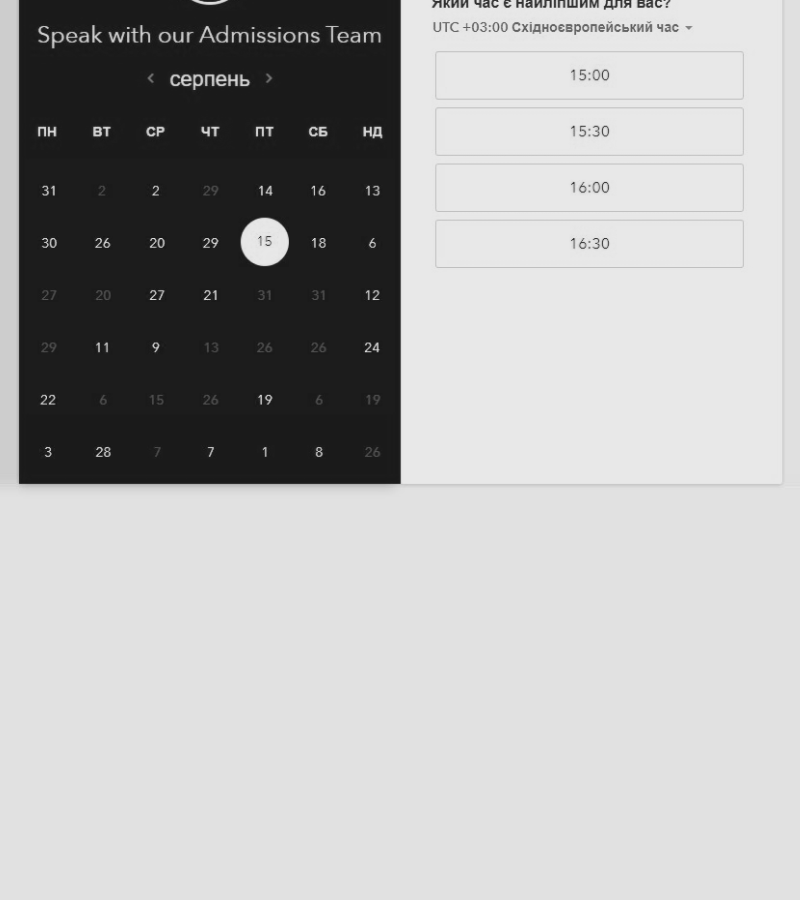 Speak with our Admissions Team
серпень
ПН ВТ СР ЧТ ПТ СБ НД
31 2 2 29 14 16 13
30 26 20 29 15 18 6
27 20 27 21 31 31 12
29 11 9 13 26 26 24
22 6 15 26 19 6 19
3 28 7 7 1 8 26
Який час є найліпшим для вас?
UTC +03:00 Східноєвропейський час
15:00
15:30
16:00
16:30